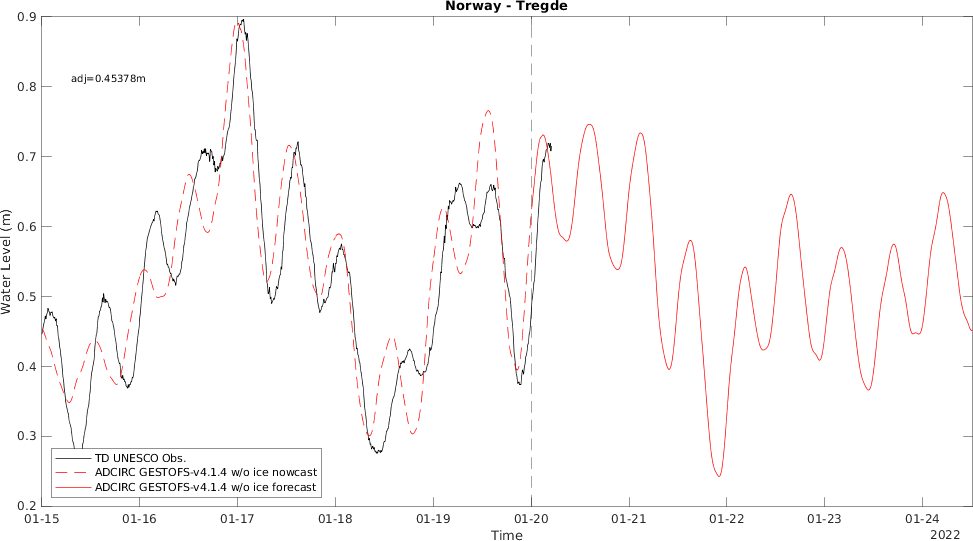 Norway - Tregde
0.9
0.8
0.7
0.6
0.5
0.4
0.3
0.2
Water Level (m)
adj=0.45378m
TD UNESCO Obs.
ADCIRC GESTOFS-v4.1.4 w/o ice nowcast
ADCIRC GESTOFS-v4.1.4 w/o ice forecast
01-15 01-16 01-17 01-18 01-19 01-20 01-21 01-22 01-23 01-24
Time
2022